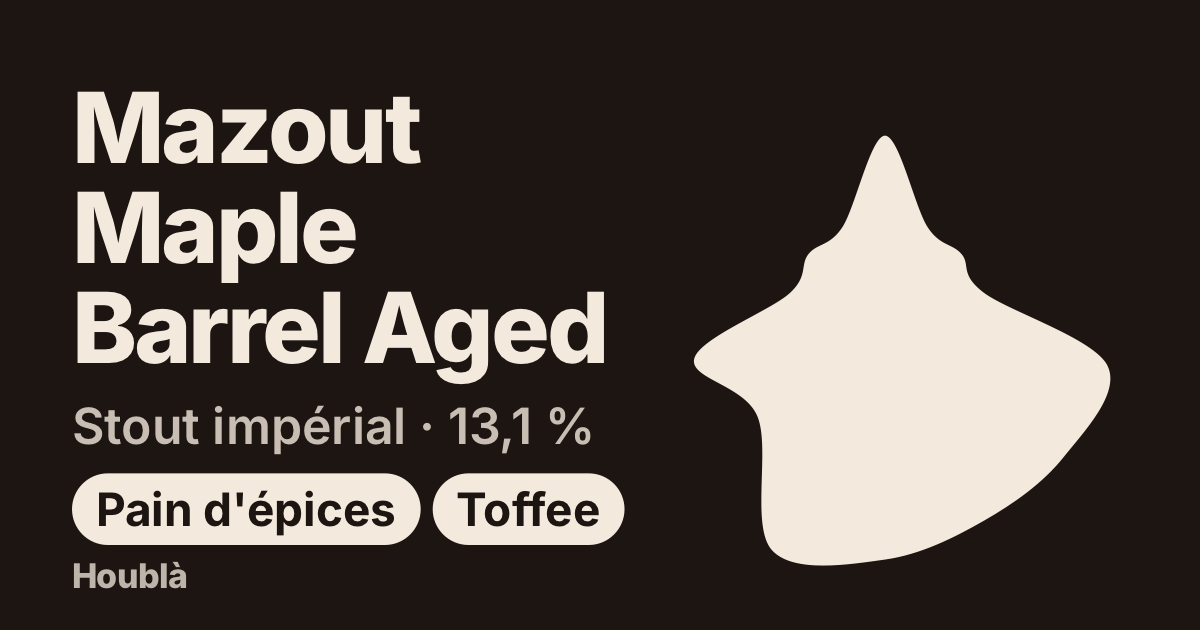 Mazout
Maple
Barrel Aged
Stout impérial · 13,1 %
Pain d'épices Toffee
Houblà